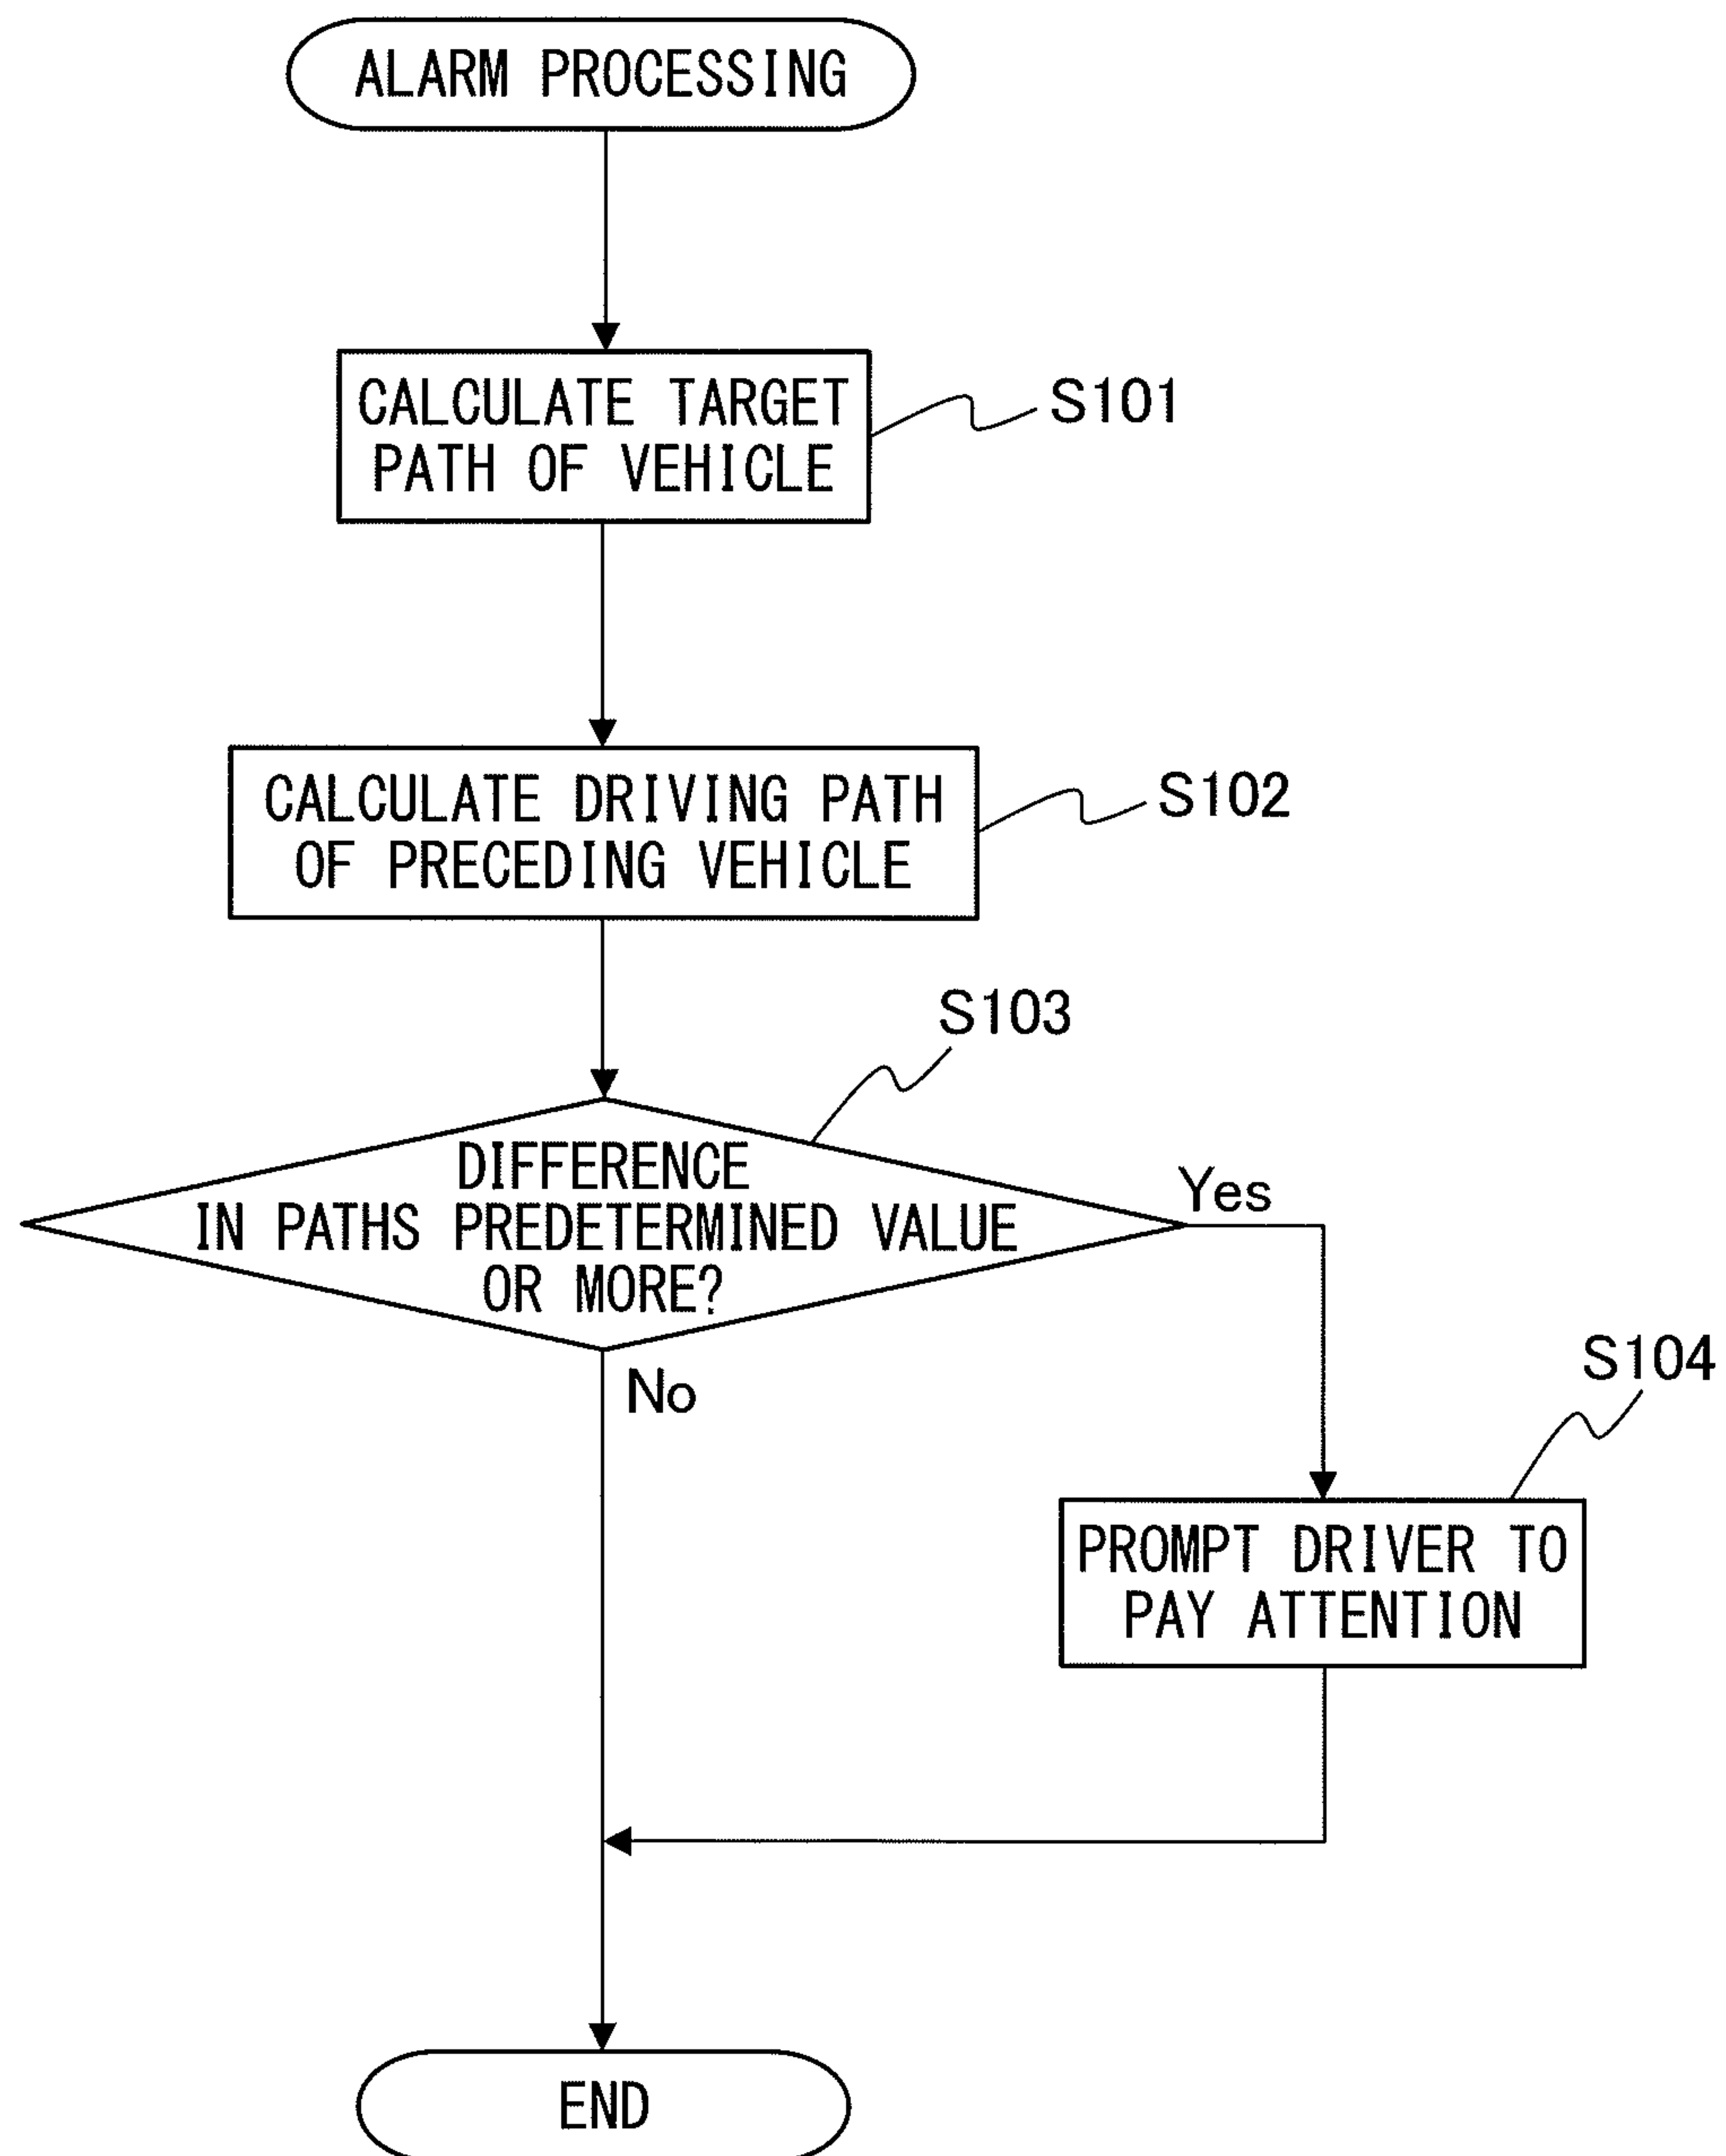 ALARM PROCESSING
CALCULATE TARGET
PATH OF VEHICLE
S101
CALCULATE DRIVING PATH
OF PRECEDING VEHICLE
S102
S103
DIFFERENCE
IN PATHS PREDETERMINED VALUE
OR MORE?
Yes
No
S104
PROMPT DRIVER TO
PAY ATTENTION
END